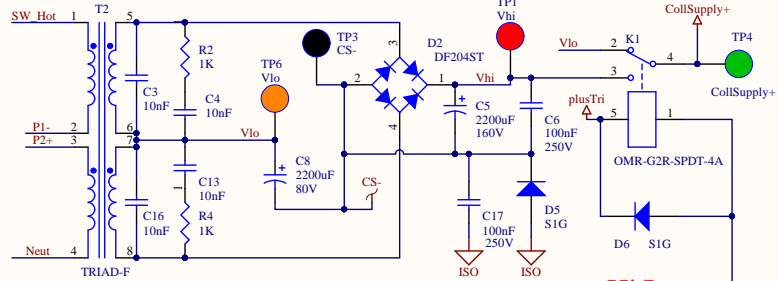 T2
TP1
Vhi
CollSupply+
SW_Hot 1
5
TP3
CS-
3
D2
DF204ST
K1
TP4
R2
1K
TP6
Vlo
Vlo 2
4
2
1
Vhi
3
C3
10nF
C4
10nF
C5
2200uF
160V
C6
100nF
250V
plusTri
CollSupply+
P1- 2
6
P2+ 3
7
Vlo
4
5
1
OMR-G2R-SPDT-4A
C8
2200uF
80V
C13
10nF
1
CS-
C16
10nF
R4
1K
C17
100nF
250V
D5
S1G
D6
S1G
Neut 4
8
TRIAD-F
ISO
ISO